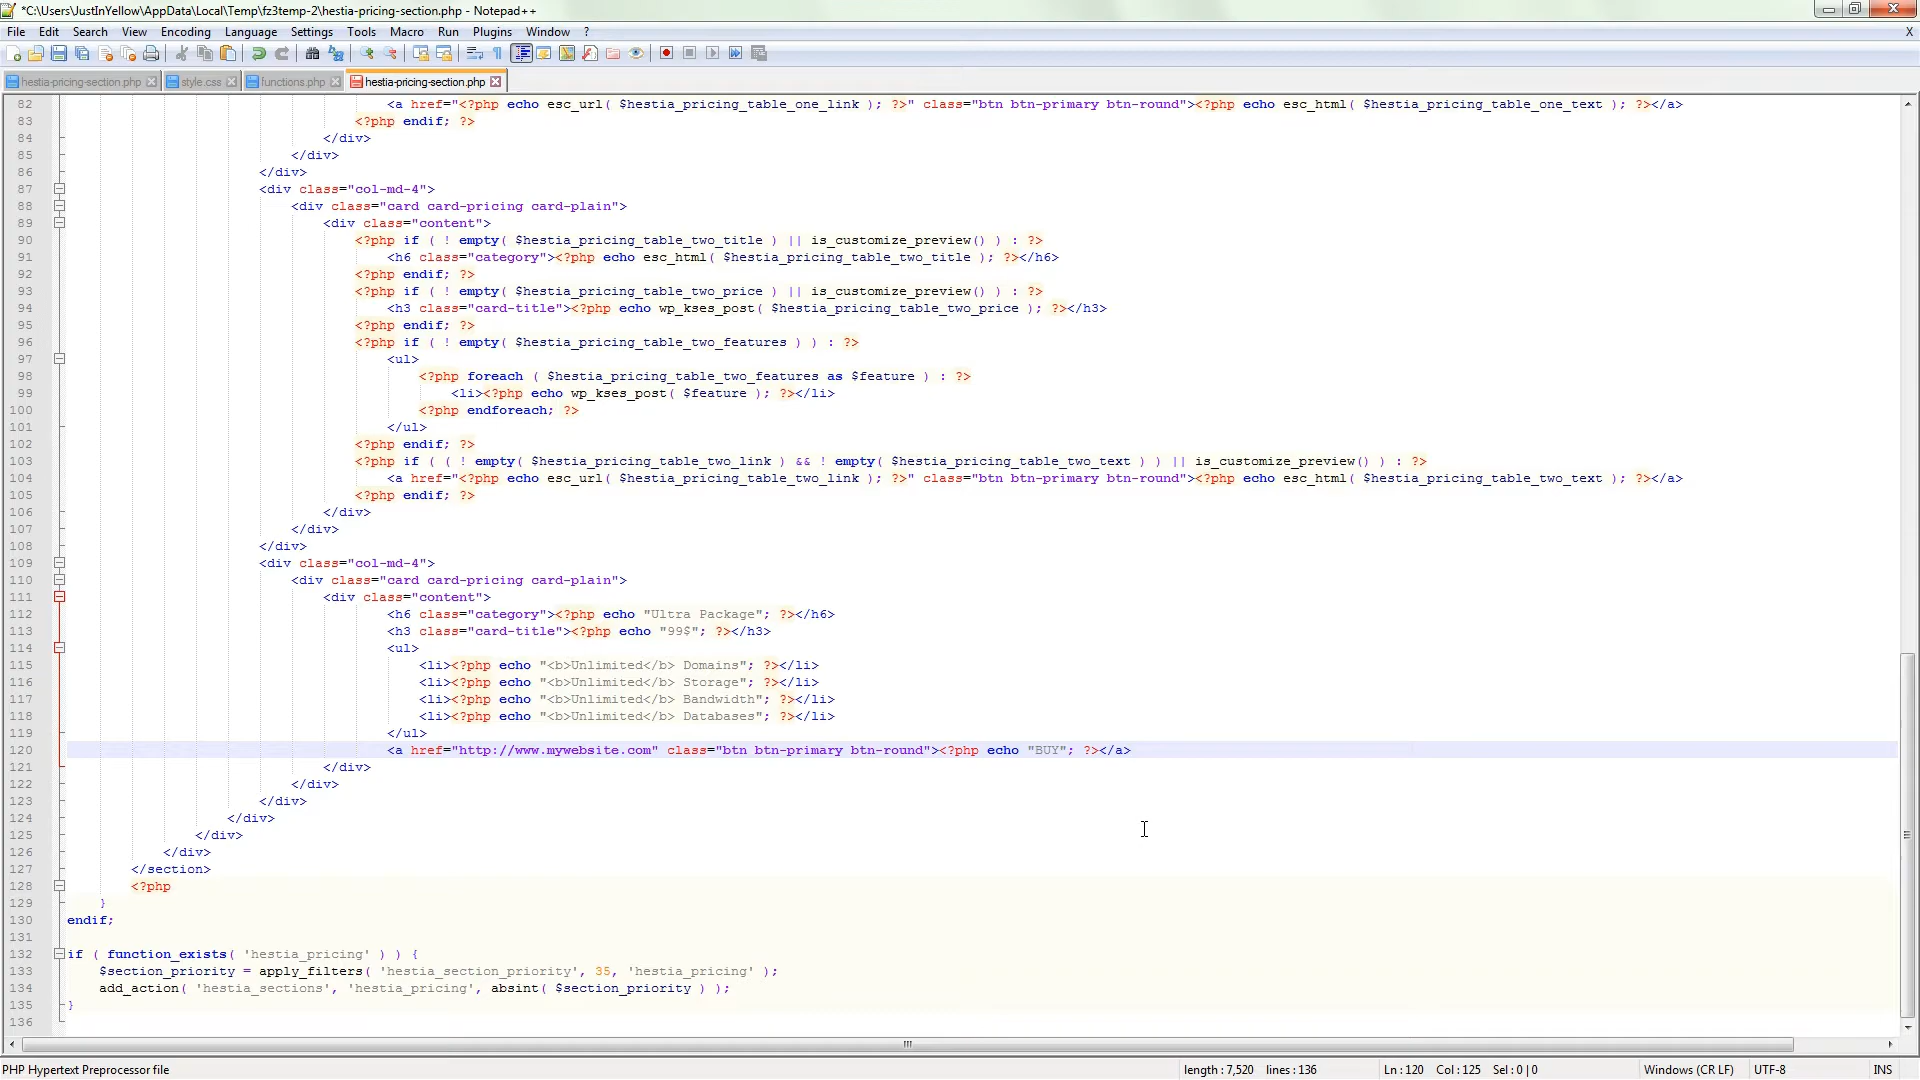 *C:\Users\JustInYellow\AppData\Local\Temp\fz3temp-2\hestia-pricing-section.php - Notepad++
File Edit Search View Encoding Language Settings Tools Macro Run Plugins Window ? X
hestia-pricing-section.php style.css functions.php hestia-pricing-section.php
82 <a href="<?php echo esc_url( $hestia_pricing_table_one_link ); ?>" class="btn btn-primary btn-round"><?php echo esc_html( $hestia_pricing_table_one_text ); ?></a>
83 <?php endif; ?>
84 </div>
85 </div>
86 </div>
87 <div class="col-md-4">
88 <div class="card card-pricing card-plain">
89 <div class="content">
90 <?php if ( ! empty( $hestia_pricing_table_two_title ) || is_customize_preview() ) : ?>
91 <h6 class="category"><?php echo esc_html( $hestia_pricing_table_two_title ); ?></h6>
92 <?php endif; ?>
93 <?php if ( ! empty( $hestia_pricing_table_two_price ) || is_customize_preview() ) : ?>
94 <h3 class="card-title"><?php echo wp_kses_post( $hestia_pricing_table_two_price ); ?></h3>
95 <?php endif; ?>
96 <?php if ( ! empty( $hestia_pricing_table_two_features ) ) : ?>
97 <ul>
98 <?php foreach ( $hestia_pricing_table_two_features as $feature ) : ?>
99 <li><?php echo wp_kses_post( $feature ); ?></li>
100 <?php endforeach; ?>
101 </ul>
102 <?php endif; ?>
103 <?php if ( ( ! empty( $hestia_pricing_table_two_link ) && ! empty( $hestia_pricing_table_two_text ) ) || is_customize_preview() ) : ?>
104 <a href="<?php echo esc_url( $hestia_pricing_table_two_link ); ?>" class="btn btn-primary btn-round"><?php echo esc_html( $hestia_pricing_table_two_text ); ?></a>
105 <?php endif; ?>
106 </div>
107 </div>
108 </div>
109 <div class="col-md-4">
110 <div class="card card-pricing card-plain">
111 <div class="content">
112 <h6 class="category"><?php echo "Ultra Package"; ?></h6>
113 <h3 class="card-title"><?php echo "99$"; ?></h3>
114 <ul>
115 <li><?php echo "<b>Unlimited</b> Domains"; ?></li>
116 <li><?php echo "<b>Unlimited</b> Storage"; ?></li>
117 <li><?php echo "<b>Unlimited</b> Bandwidth"; ?></li>
118 <li><?php echo "<b>Unlimited</b> Databases"; ?></li>
119 </ul>
120 <a href="http://www.mywebsite.com" class="btn btn-primary btn-round"><?php echo "BUY"; ?></a>
121 </div>
122 </div>
123 </div>
124 </div>
125 </div>
126 </div>
127 </section>
128 <?php
129 }
130 endif;
131
132 if ( function_exists( 'hestia_pricing' ) ) {
133 $section_priority = apply_filters( 'hestia_section_priority', 35, 'hestia_pricing' );
134 add_action( 'hestia_sections', 'hestia_pricing', absint( $section_priority ) );
135 }
136
PHP Hypertext Preprocessor file length : 7,520 lines : 136 Ln : 120 Col : 125 Sel : 0 | 0 Windows (CR LF) UTF-8 INS